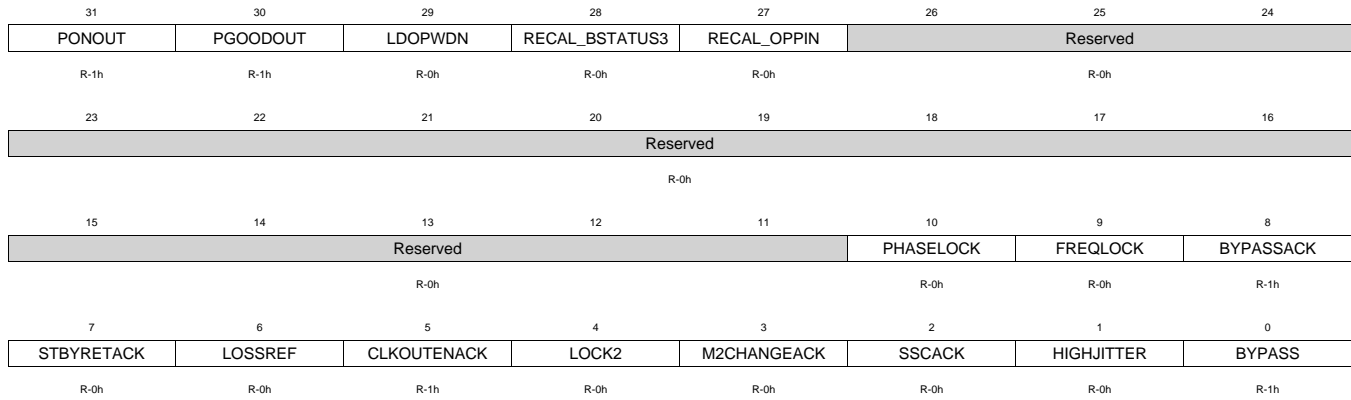 31 30 29 28 27 26 25 24
PONOUT PGOODOUT LDOPWDN RECAL_BSTATUS3 RECAL_OPPIN Reserved
R-1h R-1h R-0h R-0h R-0h R-0h
23 22 21 20 19 18 17 16
Reserved
R-0h
15 14 13 12 11 10 9 8
Reserved PHASELOCK FREQLOCK BYPASSACK
R-0h R-0h R-0h R-1h
7 6 5 4 3 2 1 0
STBYRETACK LOSSREF CLKOUTENACK LOCK2 M2CHANGEACK SSCACK HIGHJITTER BYPASS
R-0h R-0h R-1h R-0h R-0h R-0h R-0h R-1h